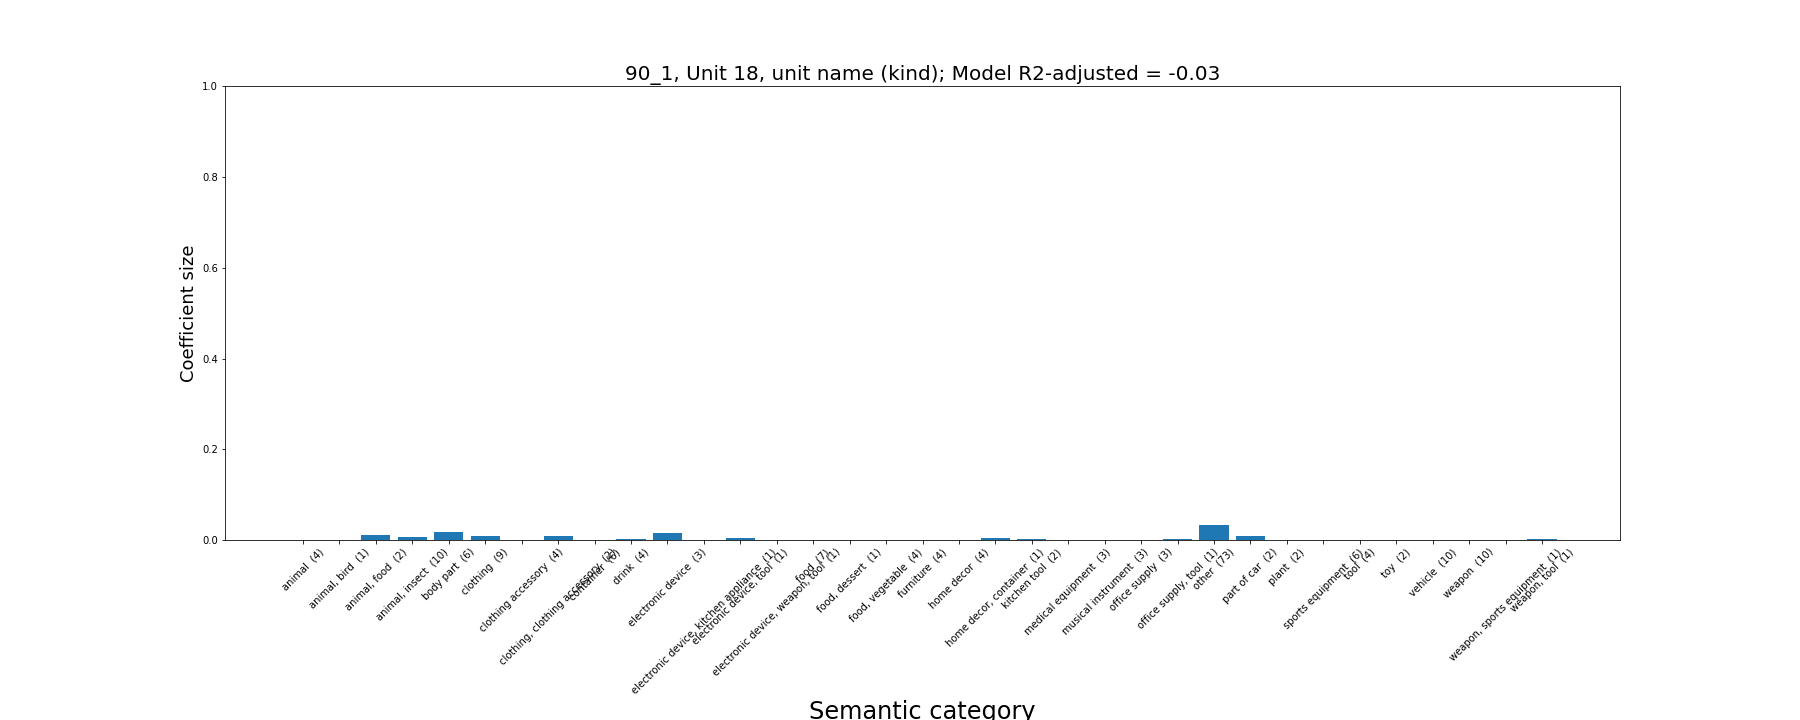 90_1, Unit 18, unit name (kind); Model R2-adjusted = -0.03
Coefficient size
1.0
0.8
0.6
0.4
0.2
0.0
animal (4)
animal, bird (1)
animal, food (2)
animal, insect (10)
body part (6)
clothing (9)
clothing accessory (4)
clothing, clothing accessory (2)
container (6)
drink (4)
electronic device (3)
electronic device, kitchen appliance (1)
electronic device, tool (1)
electronic device, weapon, tool (1)
food (7)
food, dessert (1)
food, vegetable (4)
furniture (4)
home decor (4)
home decor, container (1)
kitchen tool (2)
medical equipment (3)
musical instrument (3)
office supply (3)
office supply, tool (1)
other (73)
part of car (2)
plant (2)
sports equipment (6)
tool (4)
toy (2)
vehicle (10)
weapon (10)
weapon, sports equipment (1)
weapon, tool (1)
Semantic category